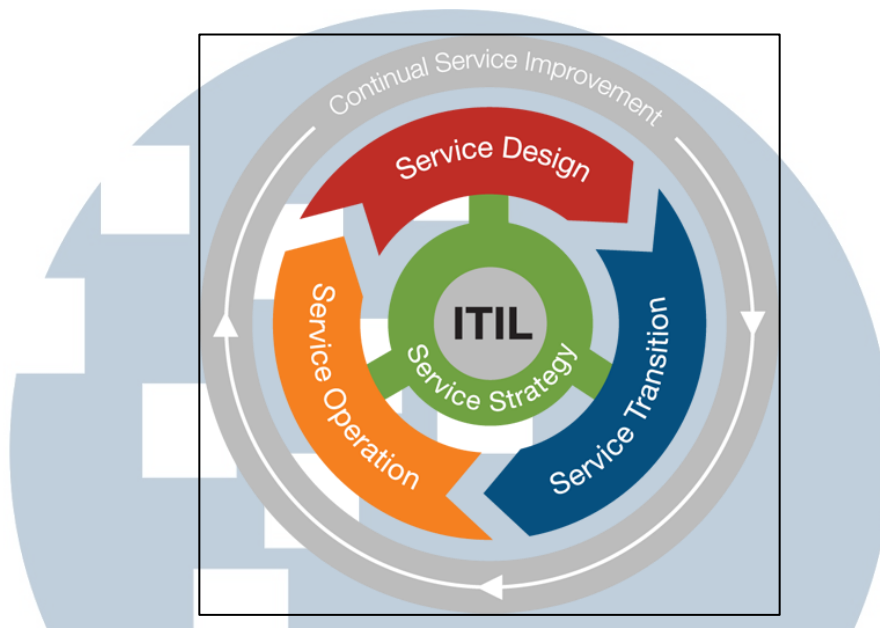 Continual Service Improvement
Service Design
Service Transition
Service Operation
ITIL
Service Strategy